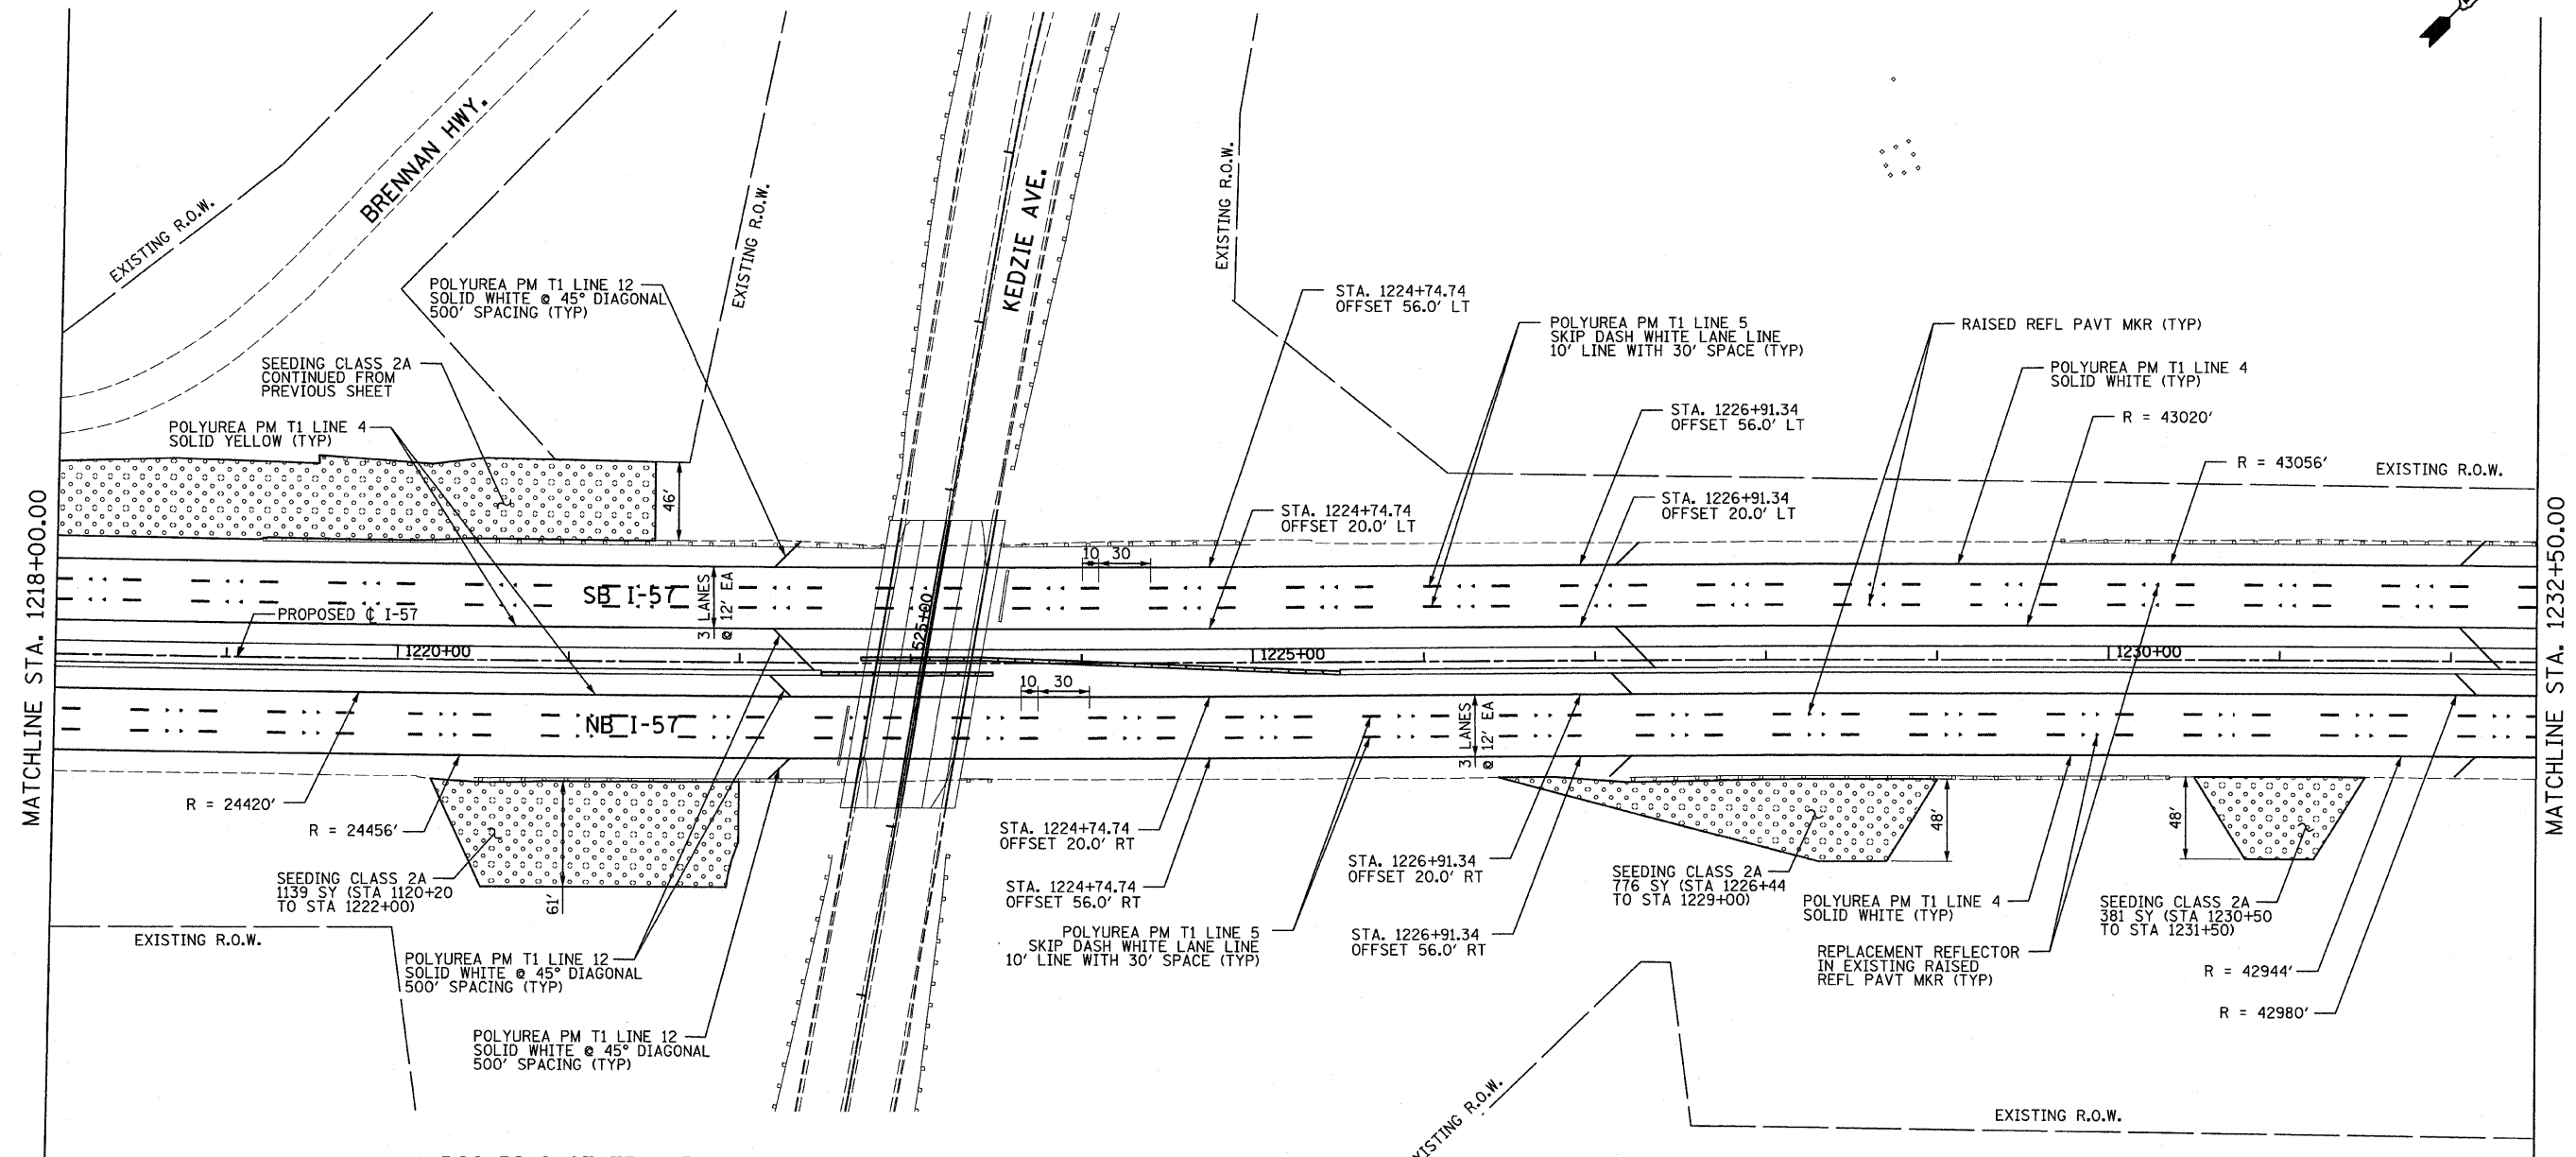 BRENNAN HWY.
EXISTING R.O.W.
EXISTING R.O.W.
KEDZIE AVE.
EXISTING R.O.W.
POLYUREA PM T1 LINE 12
SOLID WHITE @ 45° DIAGONAL
500' SPACING (TYP)
SEEDING CLASS 2A
CONTINUED FROM
PREVIOUS SHEET
POLYUREA PM T1 LINE 4
SOLID YELLOW (TYP)
STA. 1224+74.74
OFFSET 56.0' LT
POLYUREA PM T1 LINE 5
SKIP DASH WHITE LANE LINE
10' LINE WITH 30' SPACE (TYP)
RAISED REFL PAVT MKR (TYP)
POLYUREA PM T1 LINE 4
SOLID WHITE (TYP)
STA. 1226+91.34
OFFSET 56.0' LT
R = 43020'
R = 43056'
EXISTING R.O.W.
STA. 1224+74.74
OFFSET 20.0' LT
STA. 1226+91.34
OFFSET 20.0' LT
46'
MATCHLINE STA. 1218+00.00
MATCHLINE STA. 1232+50.00
10 30
SB I-57
3 LANES
@ 12' EA
525+00
PROPOSED ℄ I-57
1220+00
1225+00
1230+00
10 30
NB I-57
3 LANES
@ 12' EA
R = 24420'
R = 24456'
SEEDING CLASS 2A
1139 SY (STA 1120+20
TO STA 1222+00)
61'
STA. 1224+74.74
OFFSET 20.0' RT
STA. 1224+74.74
OFFSET 56.0' RT
STA. 1226+91.34
OFFSET 20.0' RT
STA. 1226+91.34
OFFSET 56.0' RT
SEEDING CLASS 2A
776 SY (STA 1226+44
TO STA 1229+00)
48'
48'
POLYUREA PM T1 LINE 4
SOLID WHITE (TYP)
SEEDING CLASS 2A
381 SY (STA 1230+50
TO STA 1231+50)
EXISTING R.O.W.
POLYUREA PM T1 LINE 12
SOLID WHITE @ 45° DIAGONAL
500' SPACING (TYP)
POLYUREA PM T1 LINE 5
SKIP DASH WHITE LANE LINE
10' LINE WITH 30' SPACE (TYP)
REPLACEMENT REFLECTOR
IN EXISTING RAISED
REFL PAVT MKR (TYP)
R = 42944'
R = 42980'
POLYUREA PM T1 LINE 12
SOLID WHITE @ 45° DIAGONAL
500' SPACING (TYP)
EXISTING R.O.W.
EXISTING R.O.W.